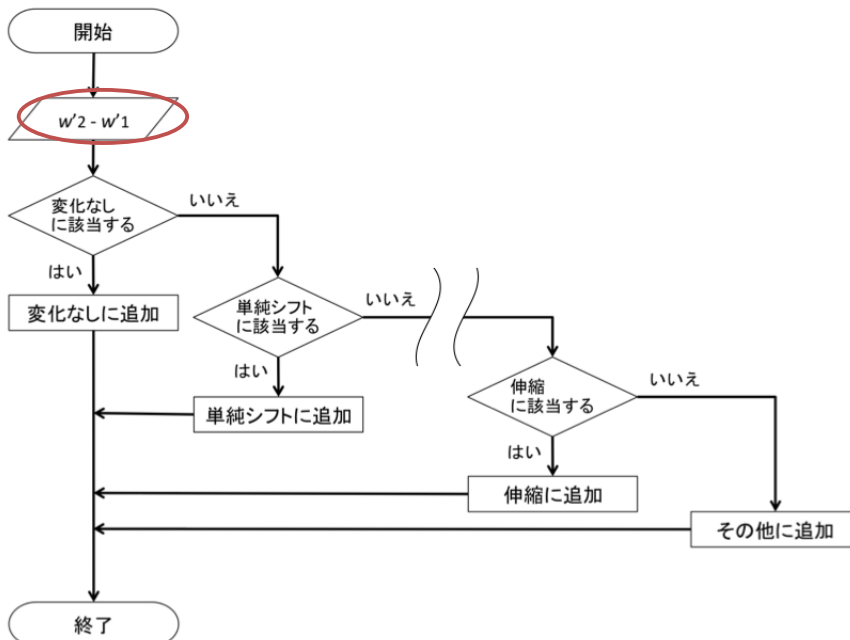 開始
w'2 - w'1
変化なし
に該当する
いいえ
はい
変化なしに追加
単純シフト
に該当する
いいえ
はい
単純シフトに追加
伸縮
に該当する
いいえ
はい
伸縮に追加
その他に追加
終了